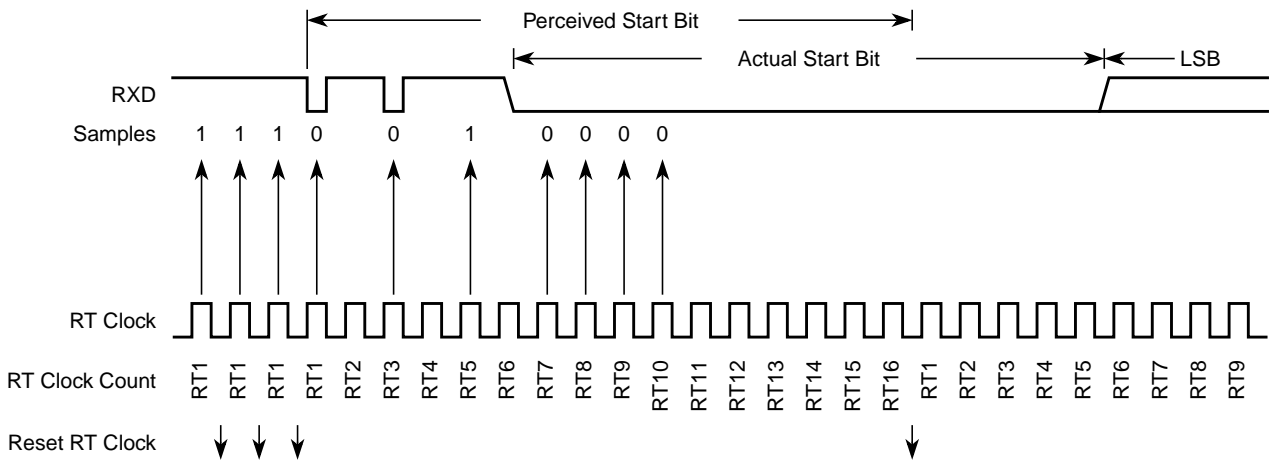 Perceived Start Bit
Actual Start Bit LSB
RXD
Samples 1 1 1 0 0 1 0 0 0 0
RT Clock
RT Clock Count RT1 RT1 RT1 RT1 RT2 RT3 RT4 RT5 RT6 RT7 RT8 RT9 RT10 RT11 RT12 RT13 RT14 RT15 RT16 RT1 RT2 RT3 RT4 RT5 RT6 RT7 RT8 RT9
Reset RT Clock